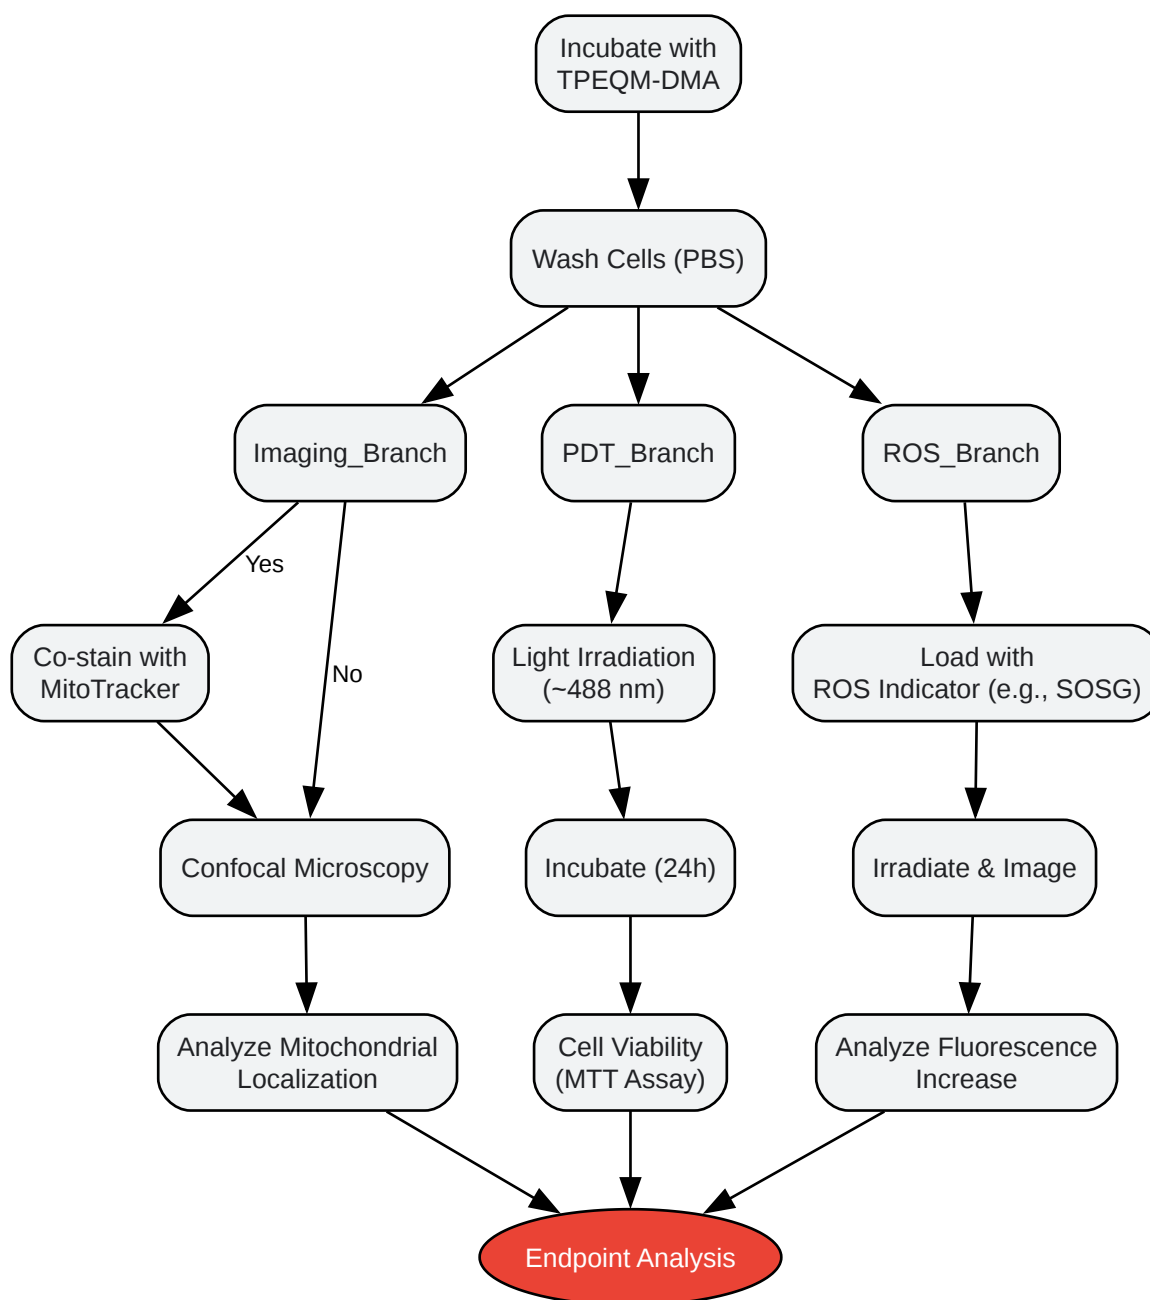 Incubate with
TPEQM-DMA
Wash Cells (PBS)
Imaging_Branch
PDT_Branch
ROS_Branch
Yes
No
Co-stain with
MitoTracker
Light Irradiation
(~488 nm)
Load with
ROS Indicator (e.g., SOSG)
Confocal Microscopy
Incubate (24h)
Irradiate & Image
Analyze Mitochondrial
Localization
Cell Viability
(MTT Assay)
Analyze Fluorescence
Increase
Endpoint Analysis